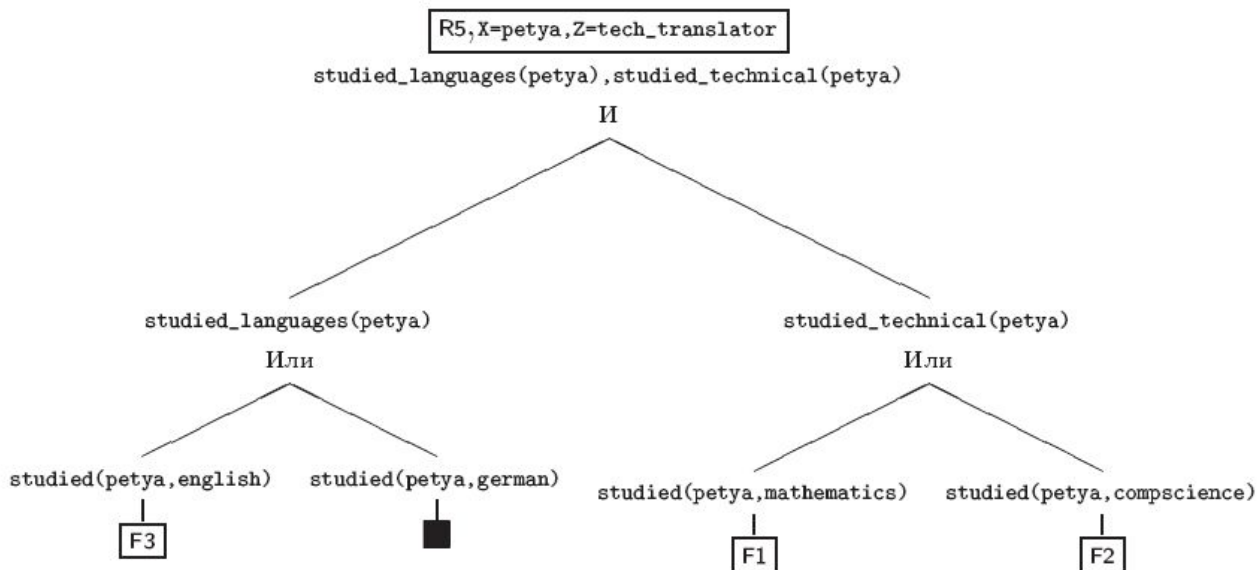 R5,X=petya,Z=tech_translator
studied_languages(petya),studied_technical(petya)
И
studied_languages(petya) studied_technical(petya)
Или Или
studied(petya,english) studied(petya,german) studied(petya,mathematics) studied(petya,compscience)
F3 F1 F2